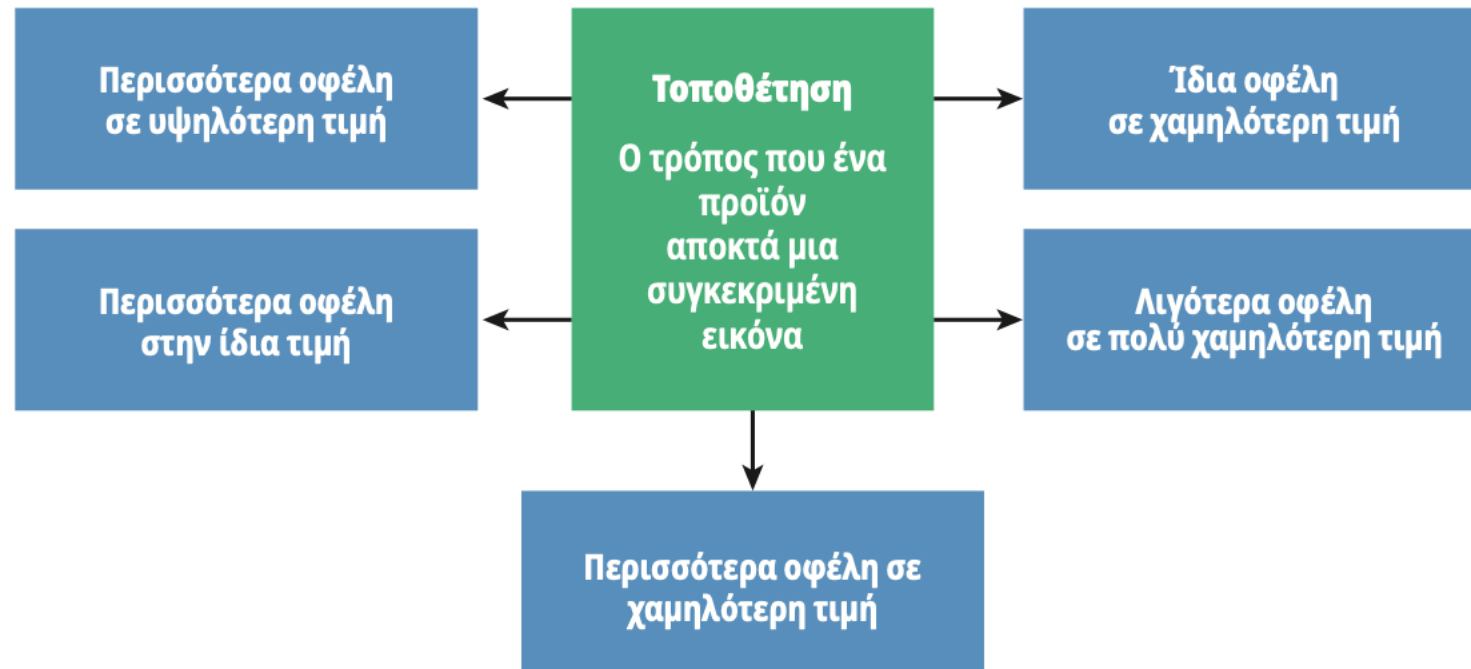 Περισσότερα οφέλη
σε υψηλότερη τιμή
Τοποθέτηση
Ο τρόπος που ένα
προϊόν
αποκτά μια
συγκεκριμένη
εικόνα
Ίδια οφέλη
σε χαμηλότερη τιμή
Περισσότερα οφέλη
στην ίδια τιμή
Λιγότερα οφέλη
σε πολύ χαμηλότερη τιμή
Περισσότερα οφέλη σε
χαμηλότερη τιμή